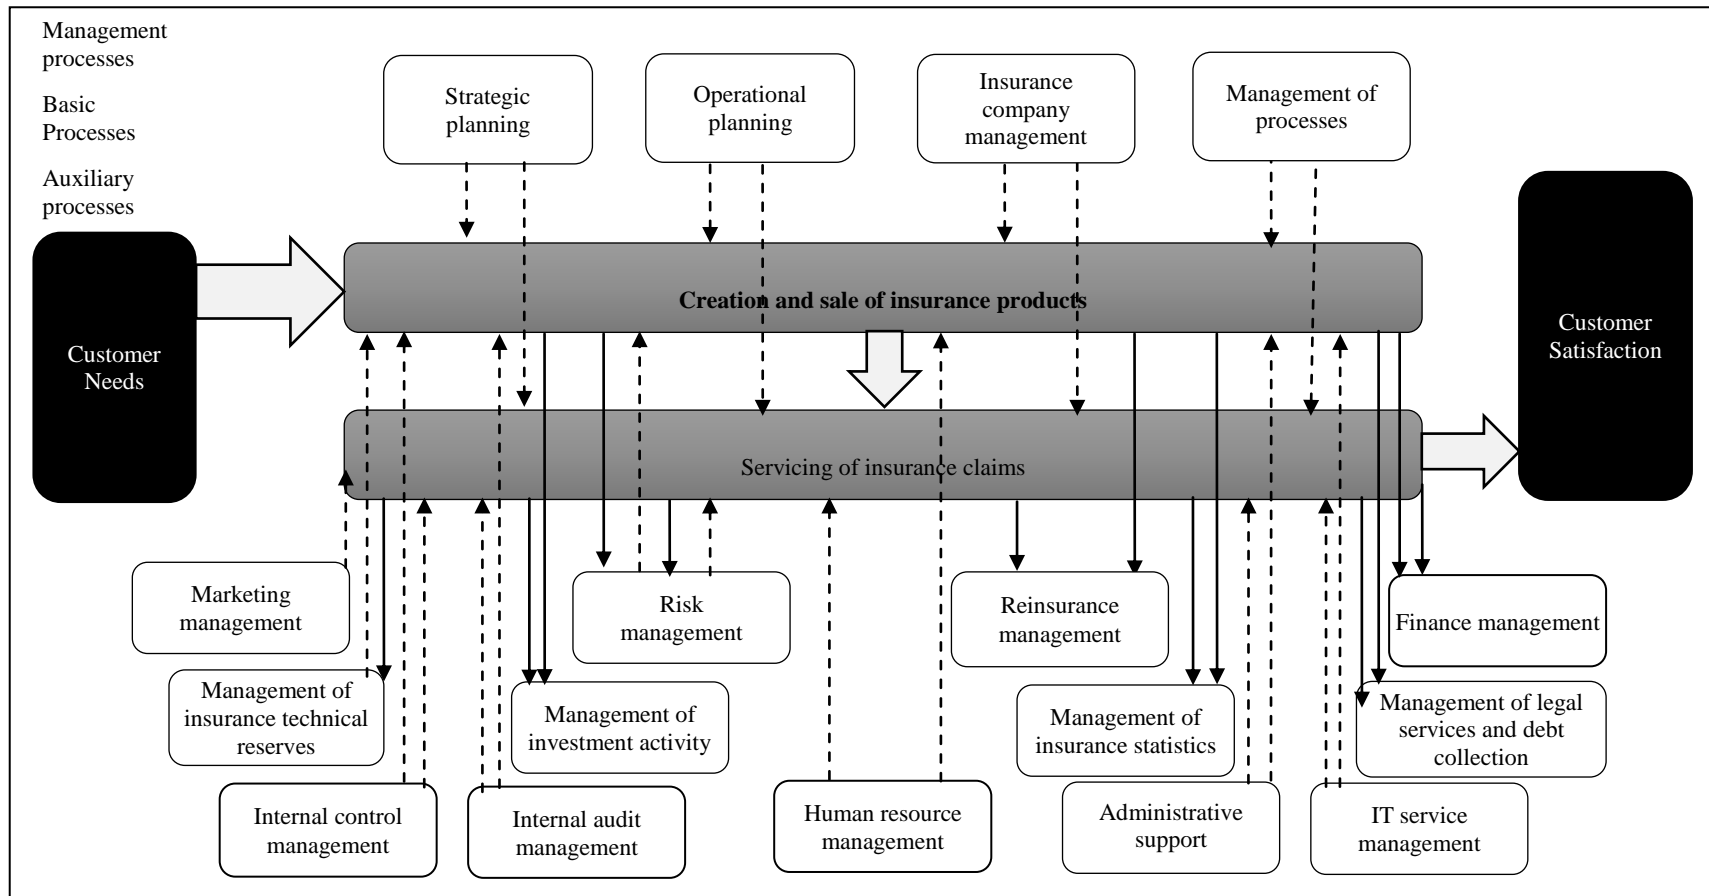 Management
processes
Basic
Processes
Auxiliary
processes
Strategic
planning
Operational
planning
Insurance
company
management
Management of
processes
Customer
Needs
Creation and sale of insurance products
Customer
Satisfaction
Servicing of insurance claims
Marketing
management
Risk
management
Reinsurance
management
Finance management
Management of
insurance technical
reserves
Management of
investment activity
Management of
insurance statistics
Management of legal
services and debt
collection
Internal control
management
Internal audit
management
Human resource
management
Administrative
support
IT service
management